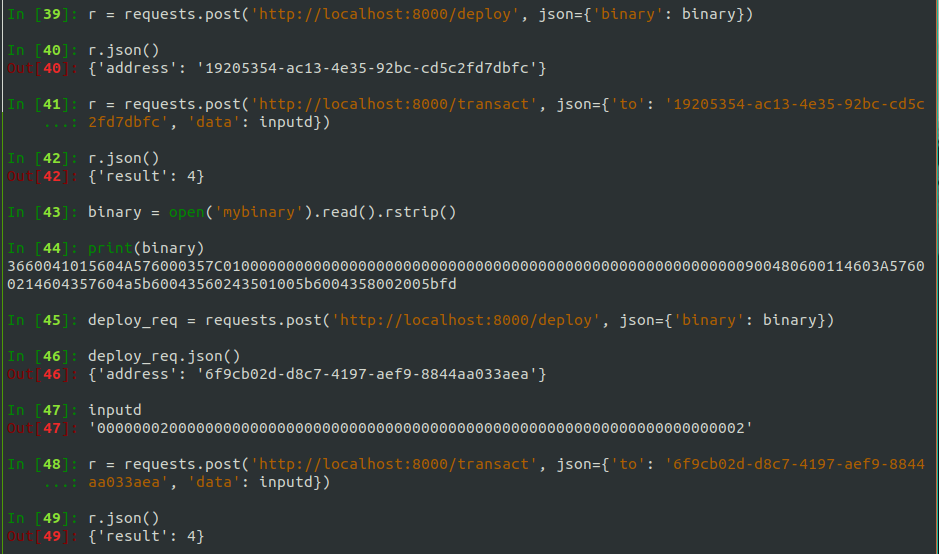 In [39]: r = requests.post('http://localhost:8000/deploy', json={'binary': binary})
In [40]: r.json()
Out[40]: {'address': '19205354-ac13-4e35-92bc-cd5c2fd7dbfc'}
In [41]: r = requests.post('http://localhost:8000/transact', json={'to': '19205354-ac13-4e35-92bc-cd5c
...: 2fd7dbfc', 'data': inputd})
In [42]: r.json()
Out[42]: {'result': 4}
In [43]: binary = open('mybinary').read().rstrip()
In [44]: print(binary)
3660041015604A576000357C0100000000000000000000000000000000000000000000000000000000900480600114603A5760
0214604357604a5b60043560243501005b6004358002005bfd
In [45]: deploy_req = requests.post('http://localhost:8000/deploy', json={'binary': binary})
In [46]: deploy_req.json()
Out[46]: {'address': '6f9cb02d-d8c7-4197-aef9-8844aa033aea'}
In [47]: inputd
Out[47]: '000000020000000000000000000000000000000000000000000000000000000000000002'
In [48]: r = requests.post('http://localhost:8000/transact', json={'to': '6f9cb02d-d8c7-4197-aef9-8844
...: aa033aea', 'data': inputd})
In [49]: r.json()
Out[49]: {'result': 4}